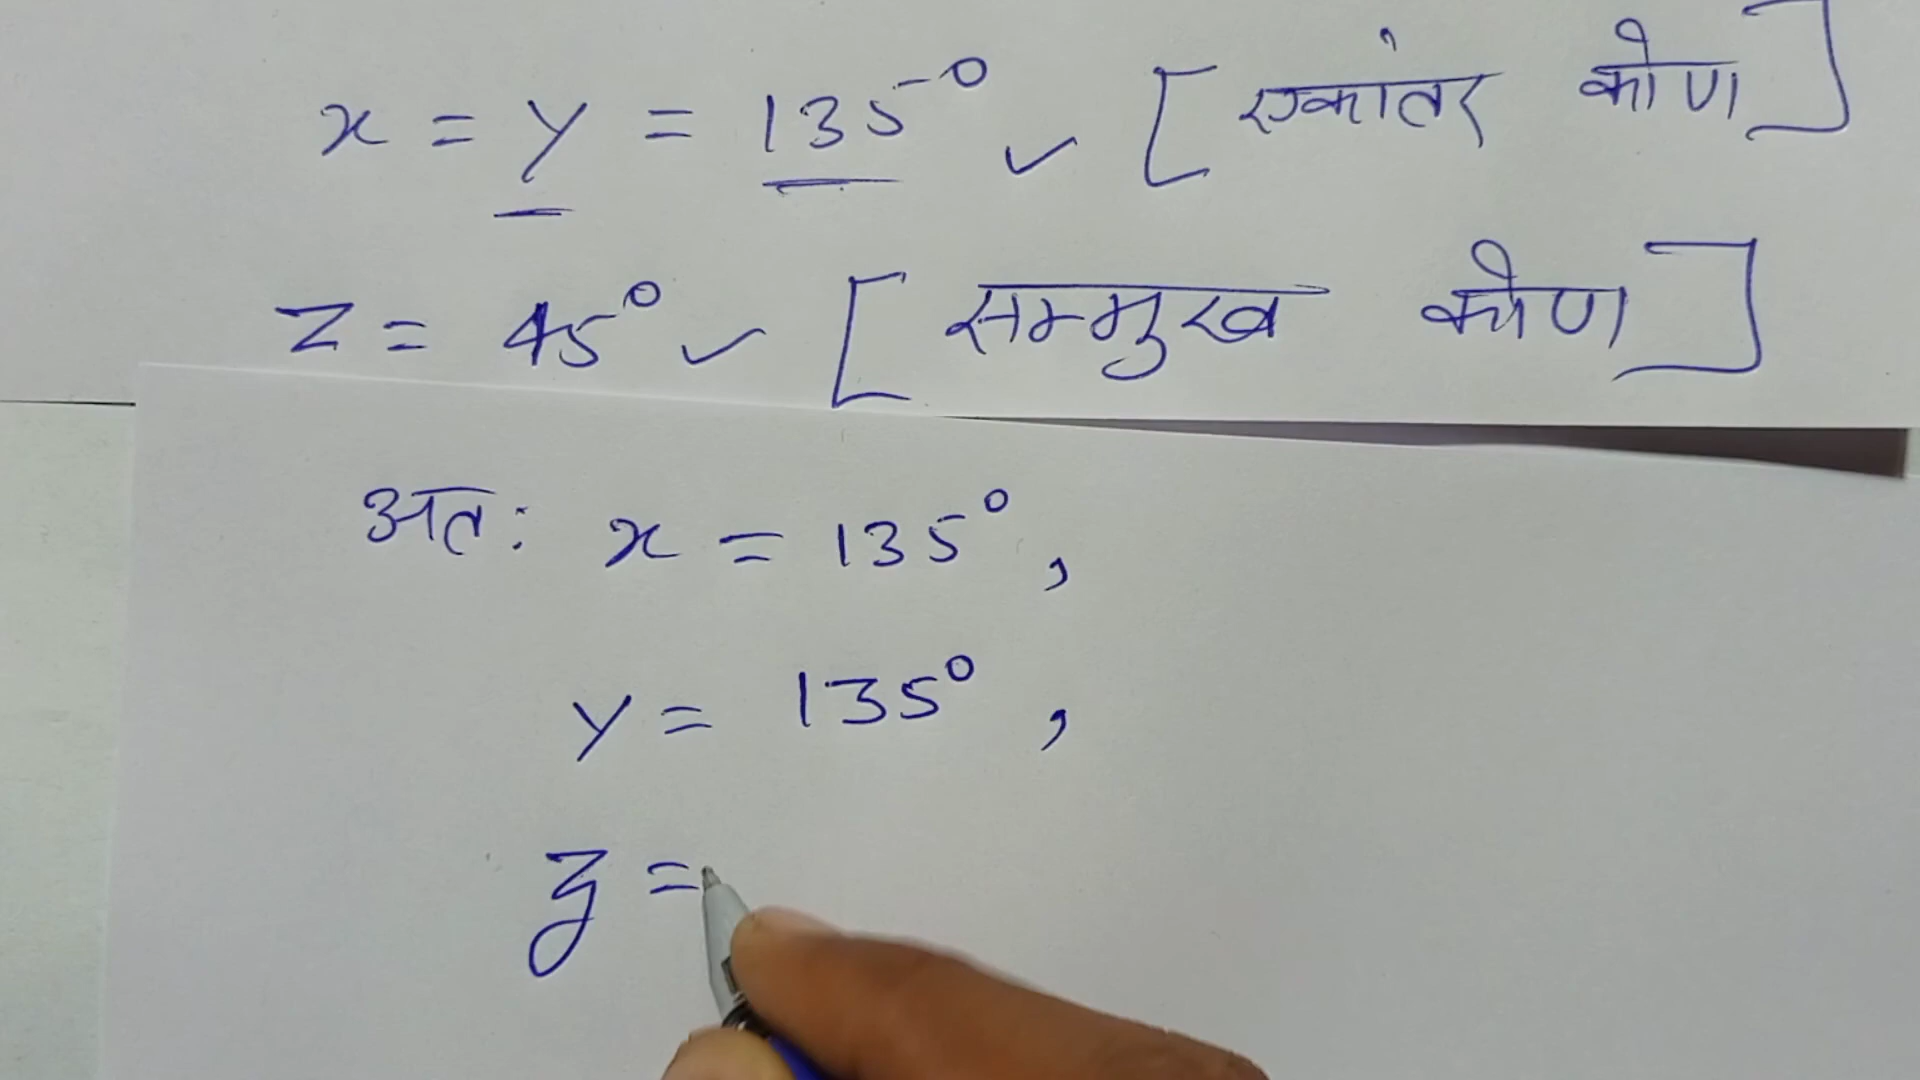 x = y = 135° ✓ [एकांतर कोण]
z = 45° ✓ [सम्मुख कोण]
अत: x = 135°,
y = 135°,
z =